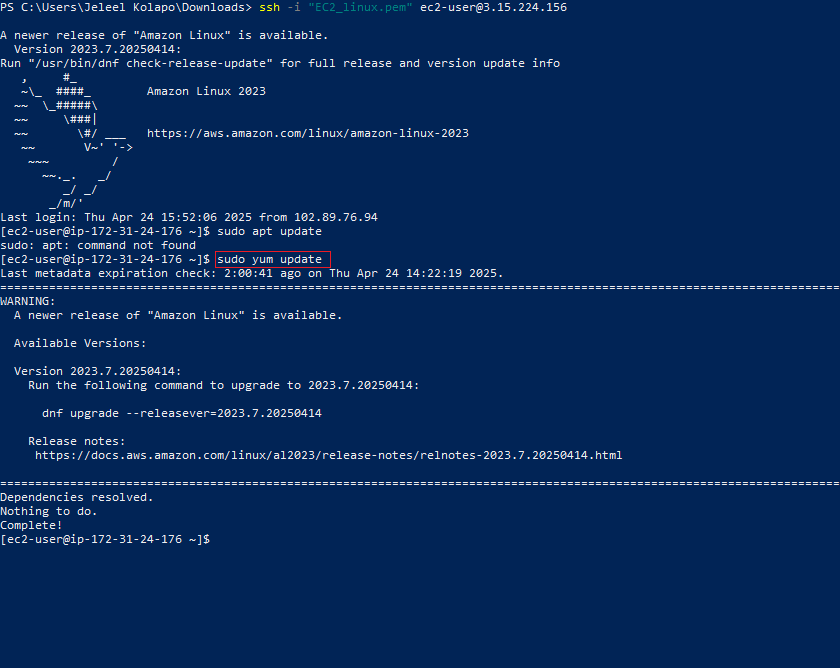 PS C:\Users\Jeleel Kolapo\Downloads> ssh -i "EC2_linux.pem" ec2-user@3.15.224.156
A newer release of "Amazon Linux" is available.
  Version 2023.7.20250414:
Run "/usr/bin/dnf check-release-update" for full release and version update info
   ,     #_
   ~\_  ####_        Amazon Linux 2023
  ~~  \_#####\
  ~~     \###|
  ~~       \#/ ___   https://aws.amazon.com/linux/amazon-linux-2023
   ~~       V~' '->
    ~~~         /
      ~~._.   _/
         _/ _/
       _/m/'
Last login: Thu Apr 24 15:52:06 2025 from 102.89.76.94
[ec2-user@ip-172-31-24-176 ~]$ sudo apt update
sudo: apt: command not found
[ec2-user@ip-172-31-24-176 ~]$ sudo yum update
Last metadata expiration check: 2:00:41 ago on Thu Apr 24 14:22:19 2025.
========================================================================================================================
WARNING:
  A newer release of "Amazon Linux" is available.
  Available Versions:
  Version 2023.7.20250414:
    Run the following command to upgrade to 2023.7.20250414:
      dnf upgrade --releasever=2023.7.20250414
    Release notes:
     https://docs.aws.amazon.com/linux/al2023/release-notes/relnotes-2023.7.20250414.html
========================================================================================================================
Dependencies resolved.
Nothing to do.
Complete!
[ec2-user@ip-172-31-24-176 ~]$